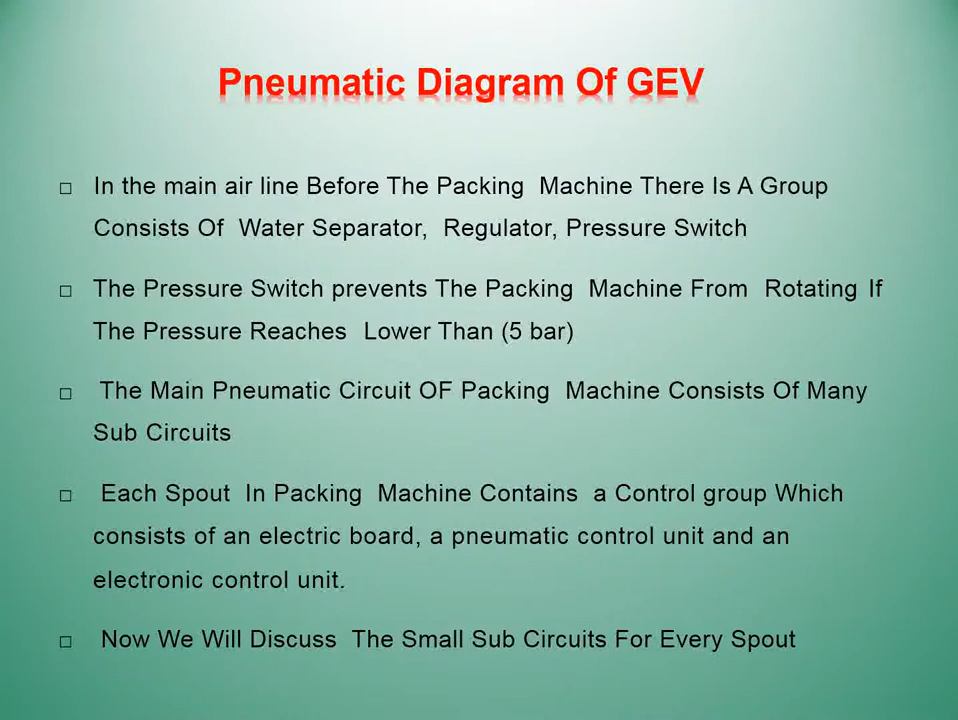 Pneumatic Diagram Of GEV
□ In the main air line Before The Packing Machine There Is A Group
Consists Of Water Separator, Regulator, Pressure Switch
□ The Pressure Switch prevents The Packing Machine From Rotating If
The Pressure Reaches Lower Than (5 bar)
□ The Main Pneumatic Circuit OF Packing Machine Consists Of Many
Sub Circuits
□ Each Spout In Packing Machine Contains a Control group Which
consists of an electric board, a pneumatic control unit and an
electronic control unit.
□ Now We Will Discuss The Small Sub Circuits For Every Spout